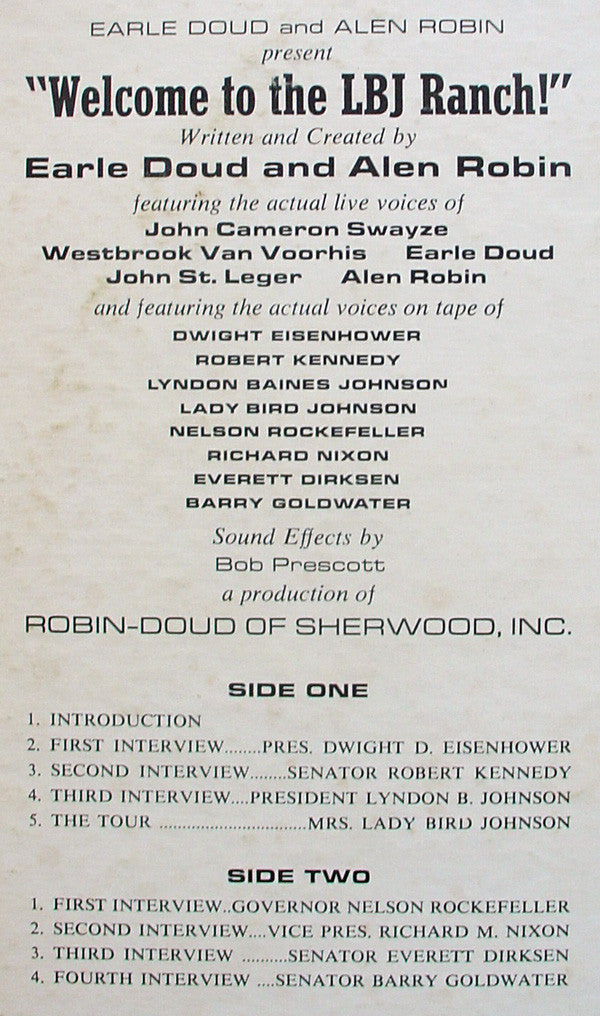 EARLE DOUD and ALEN ROBIN
present
"Welcome to the LBJ Ranch!"
Written and Created by
Earle Doud and Alen Robin
featuring the actual live voices of
John Cameron Swayze
Westbrook Van Voorhis Earle Doud
John St. Leger Alen Robin
and featuring the actual voices on tape of
DWIGHT EISENHOWER
ROBERT KENNEDY
LYNDON BAINES JOHNSON
LADY BIRD JOHNSON
NELSON ROCKEFELLER
RICHARD NIXON
EVERETT DIRKSEN
BARRY GOLDWATER
Sound Effects by
Bob Prescott
a production of
ROBIN-DOUD OF SHERWOOD, INC.
SIDE ONE
1. INTRODUCTION
2. FIRST INTERVIEW........PRES. DWIGHT D. EISENHOWER
3. SECOND INTERVIEW........SENATOR ROBERT KENNEDY
4. THIRD INTERVIEW....PRESIDENT LYNDON B. JOHNSON
5. THE TOUR ................................MRS. LADY BIRD JOHNSON
SIDE TWO
1. FIRST INTERVIEW..GOVERNOR NELSON ROCKEFELLER
2. SECOND INTERVIEW....VICE PRES. RICHARD M. NIXON
3. THIRD INTERVIEW ..........SENATOR EVERETT DIRKSEN
4. FOURTH INTERVIEW ....SENATOR BARRY GOLDWATER